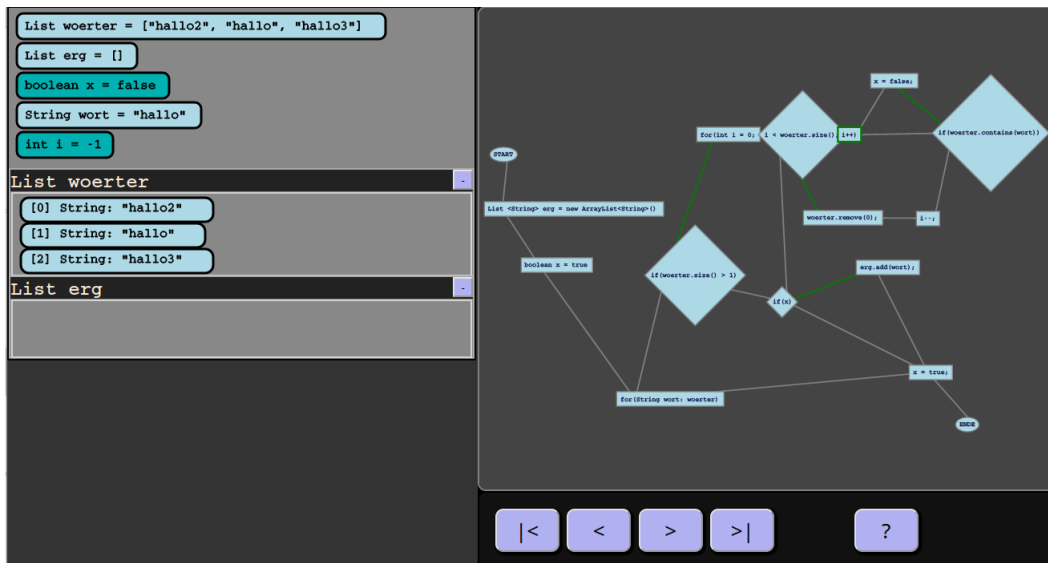 List woerter = ["hallo2", "hallo", "hallo3"]
List erg = []
boolean x = false
String wort = "hallo"
int i = -1
List woerter
-
[0] String: "hallo2"
[1] String: "hallo"
[2] String: "hallo3"
List erg
-
x = false;
for(int i = 0;
i < woerter.size();
i++)
if(woerter.contains(wort))
START
List <String> erg = new ArrayList<String>()
woerter.remove(0);
i--;
boolean x = true
if(woerter.size() > 1)
erg.add(wort);
if(x)
x = true;
for(String wort: woerter)
ENDE
|<
<
>
>|
?